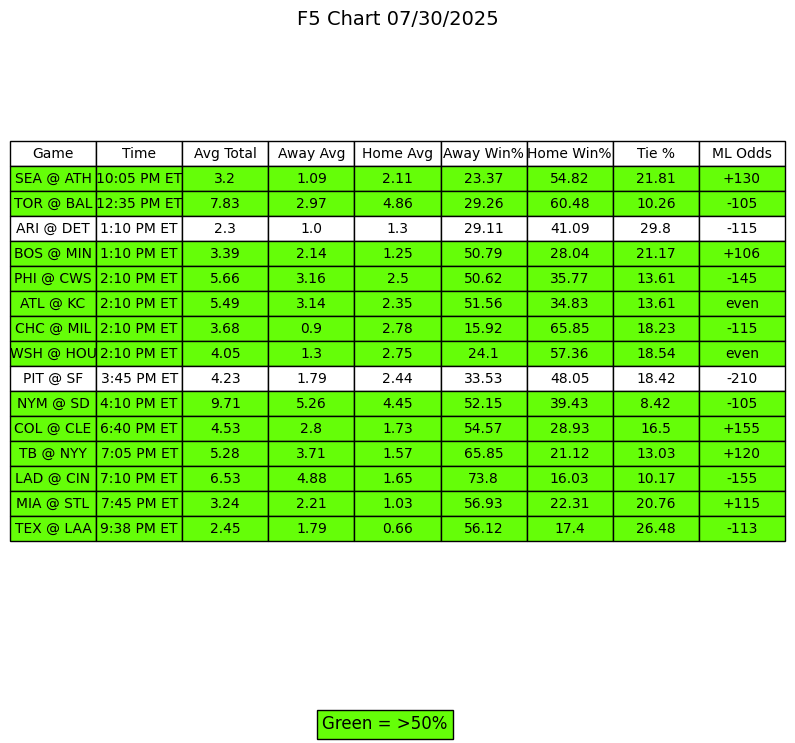 F5 Chart 07/30/2025
Game Time Avg Total Away Avg Home Avg Away Win% Home Win% Tie % ML Odds
SEA @ ATH 10:05 PM ET 3.2 1.09 2.11 23.37 54.82 21.81 +130
TOR @ BAL 12:35 PM ET 7.83 2.97 4.86 29.26 60.48 10.26 -105
ARI @ DET 1:10 PM ET 2.3 1.0 1.3 29.11 41.09 29.8 -115
BOS @ MIN 1:10 PM ET 3.39 2.14 1.25 50.79 28.04 21.17 +106
PHI @ CWS 2:10 PM ET 5.66 3.16 2.5 50.62 35.77 13.61 -145
ATL @ KC 2:10 PM ET 5.49 3.14 2.35 51.56 34.83 13.61 even
CHC @ MIL 2:10 PM ET 3.68 0.9 2.78 15.92 65.85 18.23 -115
WSH @ HOU 2:10 PM ET 4.05 1.3 2.75 24.1 57.36 18.54 even
PIT @ SF 3:45 PM ET 4.23 1.79 2.44 33.53 48.05 18.42 -210
NYM @ SD 4:10 PM ET 9.71 5.26 4.45 52.15 39.43 8.42 -105
COL @ CLE 6:40 PM ET 4.53 2.8 1.73 54.57 28.93 16.5 +155
TB @ NYY 7:05 PM ET 5.28 3.71 1.57 65.85 21.12 13.03 +120
LAD @ CIN 7:10 PM ET 6.53 4.88 1.65 73.8 16.03 10.17 -155
MIA @ STL 7:45 PM ET 3.24 2.21 1.03 56.93 22.31 20.76 +115
TEX @ LAA 9:38 PM ET 2.45 1.79 0.66 56.12 17.4 26.48 -113
Green = >50%